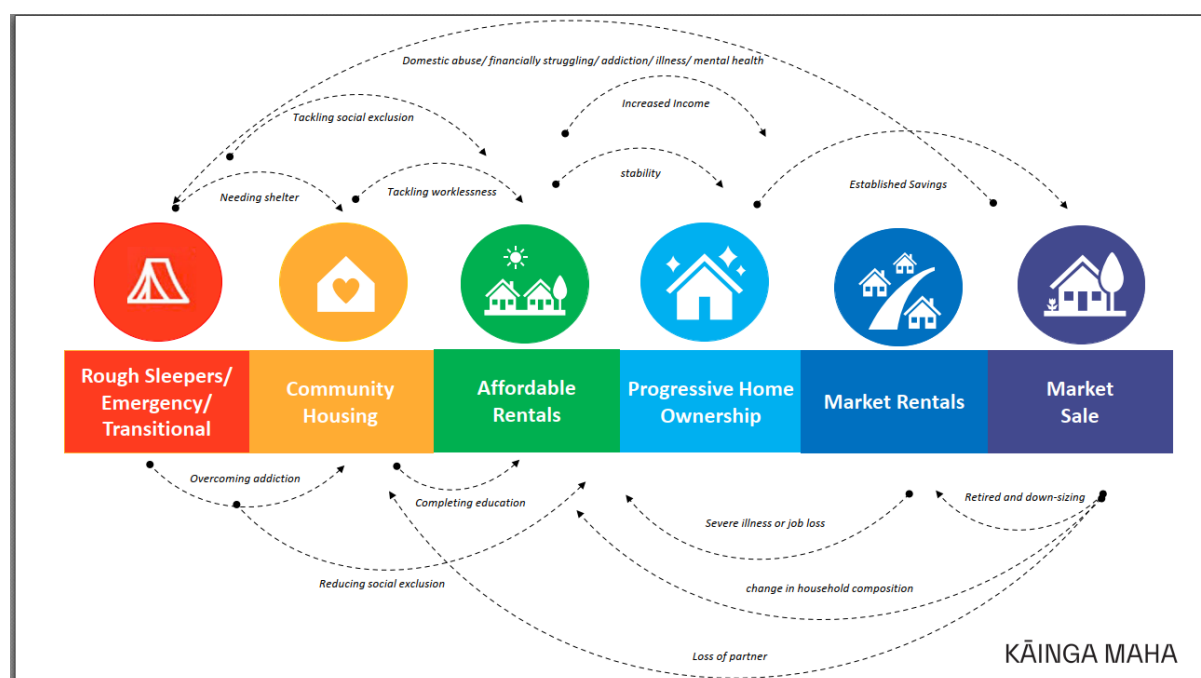 Domestic abuse/ financially struggling/ addiction/ illness/ mental health
Increased Income
Tackling social exclusion
stability
Needing shelter
Tackling worklessness
Established Savings
Rough Sleepers/
Emergency/
Transitional
Community
Housing
Affordable
Rentals
Progressive Home
Ownership
Market Rentals
Market
Sale
Overcoming addiction
Completing education
Retired and down-sizing
Severe illness or job loss
Reducing social exclusion
change in household composition
Loss of partner
KĀINGA MAHA